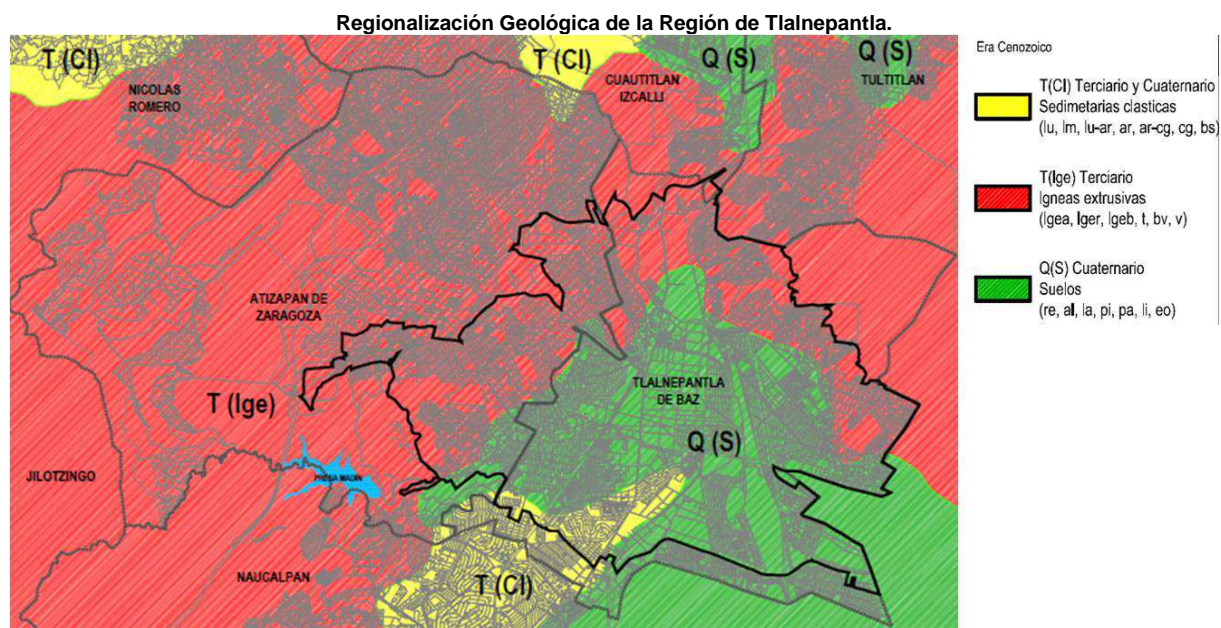 Regionalización Geológica de la Región de Tlalnepantla.
T (Cl)
T (Cl)
Q (S)
Q (S)
NICOLAS
ROMERO
CUAUTITLAN
IZCALLI
TULTITLAN
ATIZAPAN DE
ZARAGOZA
TLALNEPANTLA
DE BAZ
T (Ige)
Q (S)
JILOTZINGO
PRESA MADIN
NAUCALPAN
T (Cl)
Era Cenozoico
T(Cl) Terciario y Cuaternario
Sedimetarias clasticas
(lu, lm, lu-ar, ar, ar-cg, cg, bs)
T(Ige) Terciario
Igneas extrusivas
(Igea, Iger, Igeb, t, bv, v)
Q(S) Cuaternario
Suelos
(re, al, la, pi, pa, li, eo)